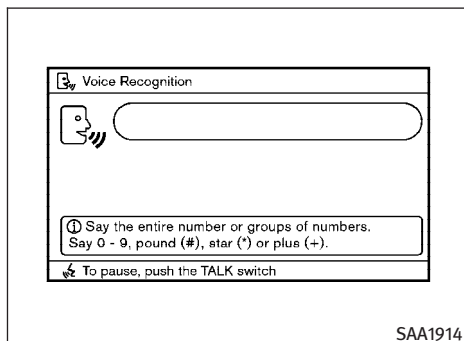 Voice Recognition
ⓘ Say the entire number or groups of numbers.
Say 0 - 9, pound (#), star (*) or plus (+).
To pause, push the TALK switch
SAA1914